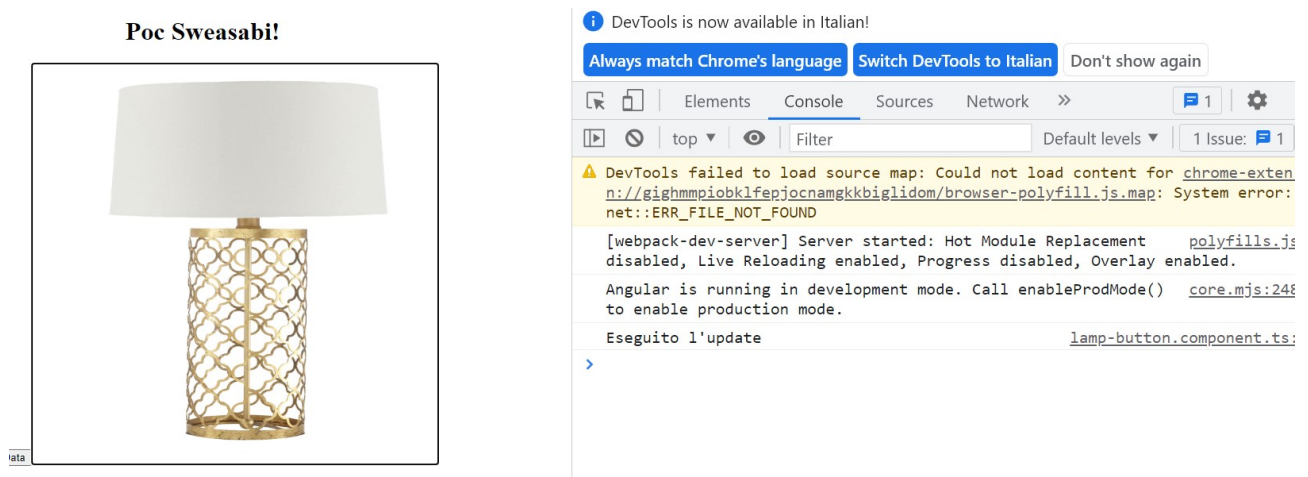 Poc Sweasabi!
Data
DevTools is now available in Italian!
Always match Chrome's language Switch DevTools to Italian Don't show again
Elements Console Sources Network 1
top Filter Default levels 1 Issue: 1
DevTools failed to load source map: Could not load content for chrome-exten
n://gighmmpiobklfepjocnamgkkbiglidom/browser-polyfill.js.map: System error:
net::ERR_FILE_NOT_FOUND
[webpack-dev-server] Server started: Hot Module Replacement polyfills.js
disabled, Live Reloading enabled, Progress disabled, Overlay enabled.
Angular is running in development mode. Call enableProdMode() core.mjs:248
to enable production mode.
Eseguito l'update lamp-button.component.ts: